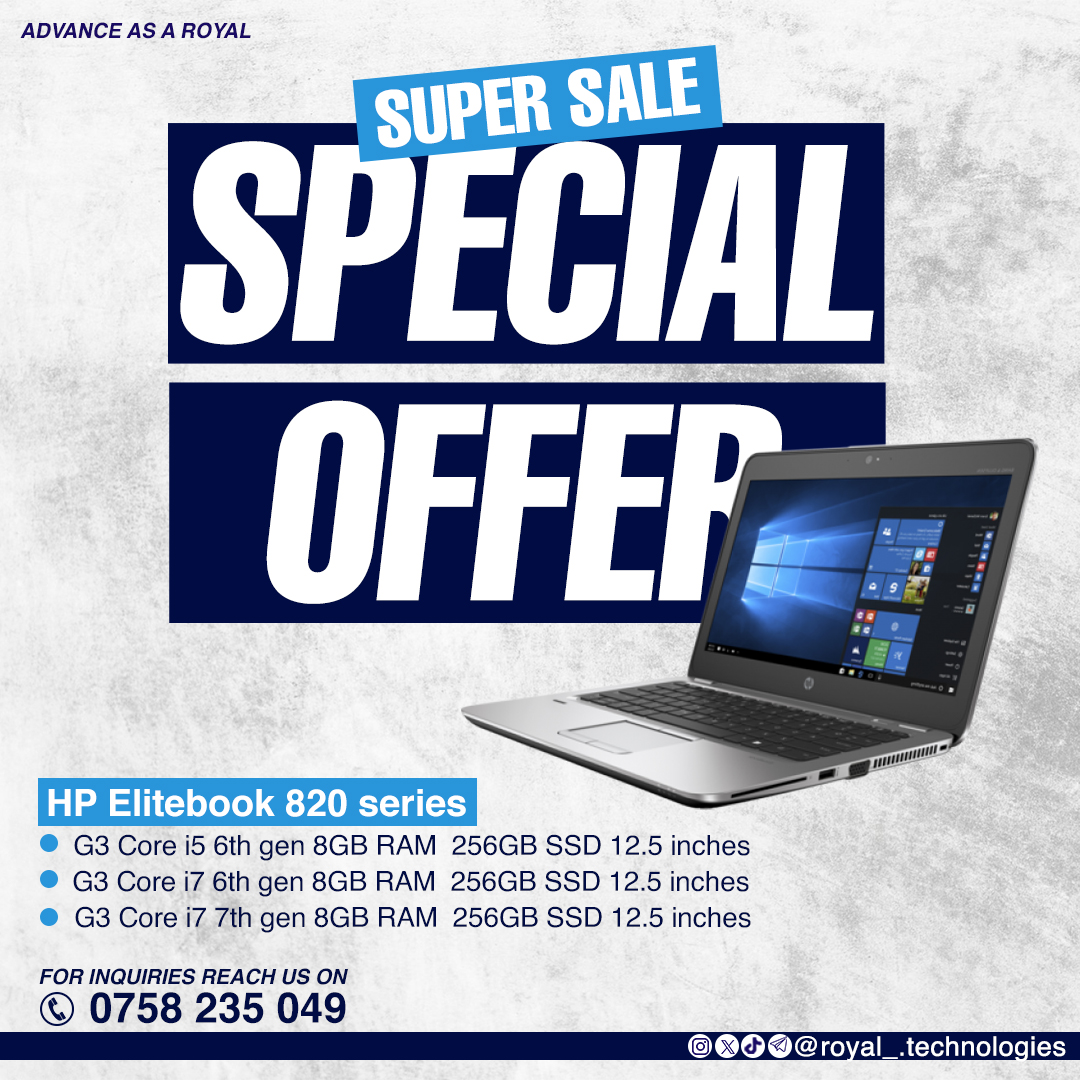 ADVANCE AS A ROYAL
SUPER SALE
SPECIAL
OFFER
HP Elitebook 820 series
G3 Core i5 6th gen 8GB RAM 256GB SSD 12.5 inches
G3 Core i7 6th gen 8GB RAM 256GB SSD 12.5 inches
G3 Core i7 7th gen 8GB RAM 256GB SSD 12.5 inches
FOR INQUIRIES REACH US ON
0758 235 049
@royal_.technologies